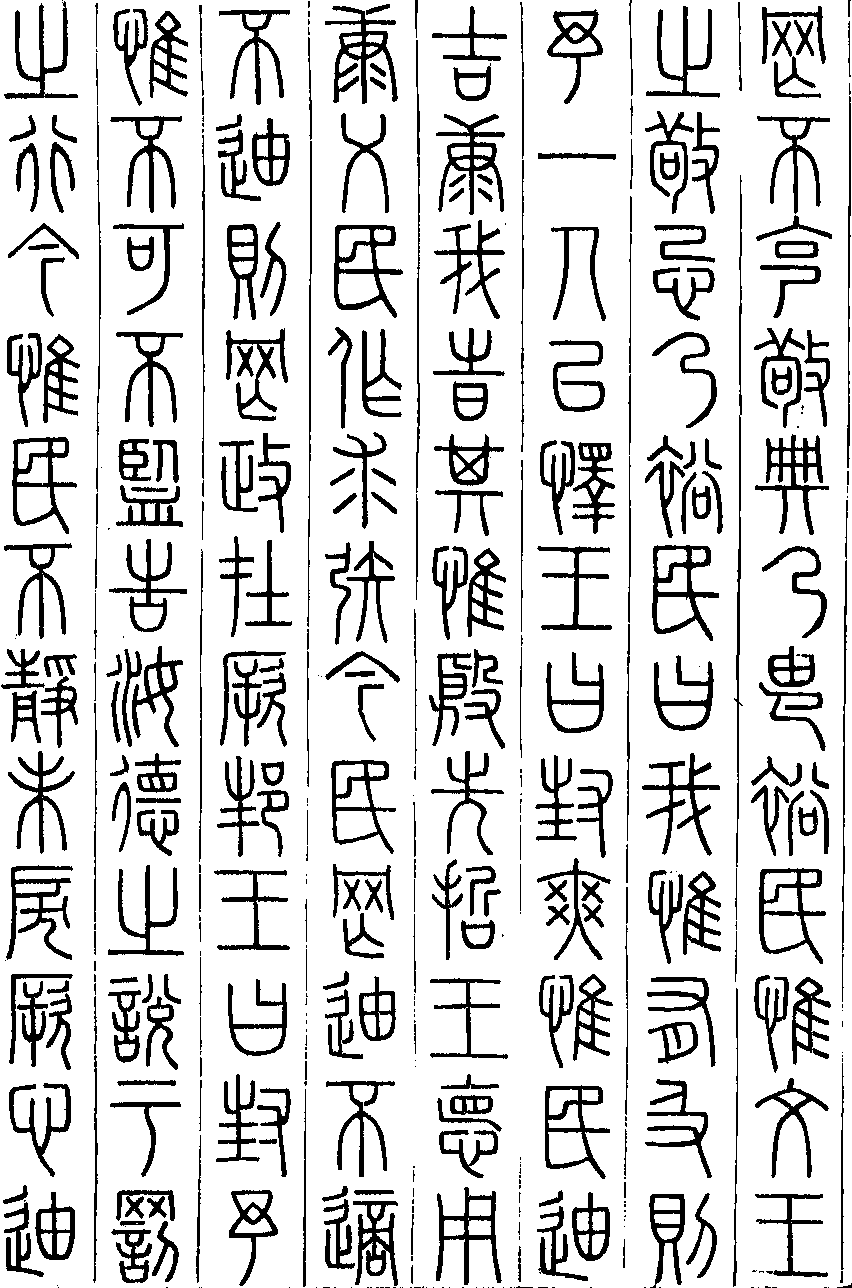 罔不克敬典乃由裕民惟文王
之敬忌乃裕民曰我惟有及則
予一人以懌王曰封爽惟民迪
吉康我時其惟殷先哲王德用
康乂民作求矧今民罔迪不適
不迪則罔政在厥邦王曰封予
惟不可不監告汝德之說于罰
之行今惟民不靜未戾厥心迪